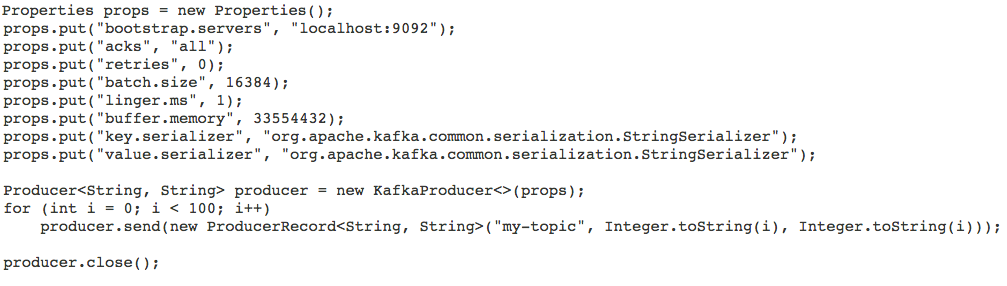 Properties props = new Properties();
props.put("bootstrap.servers", "localhost:9092");
props.put("acks", "all");
props.put("retries", 0);
props.put("batch.size", 16384);
props.put("linger.ms", 1);
props.put("buffer.memory", 33554432);
props.put("key.serializer", "org.apache.kafka.common.serialization.StringSerializer");
props.put("value.serializer", "org.apache.kafka.common.serialization.StringSerializer");

Producer<String, String> producer = new KafkaProducer<>(props);
for (int i = 0; i < 100; i++)
    producer.send(new ProducerRecord<String, String>("my-topic", Integer.toString(i), Integer.toString(i)));

producer.close();